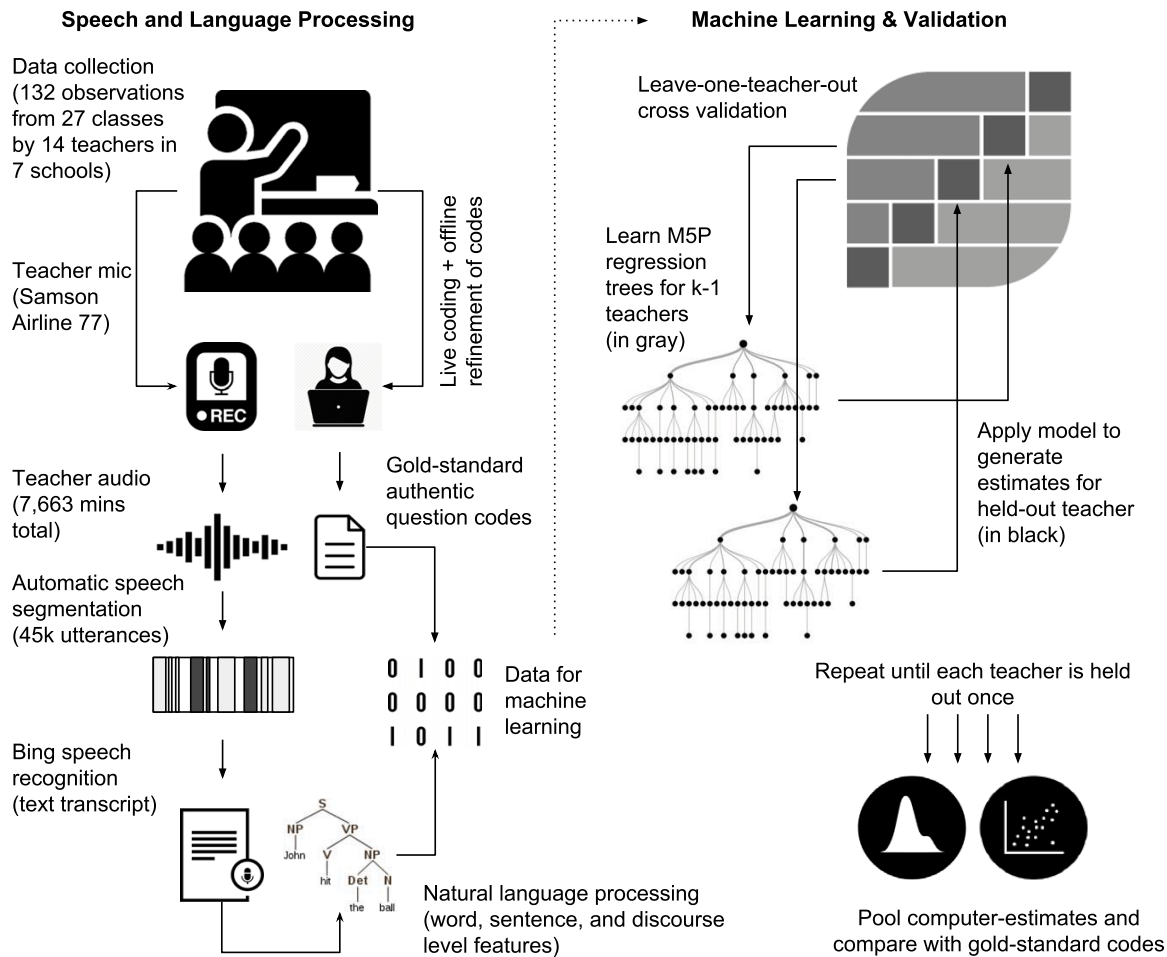 Speech and Language Processing
Data collection
(132 observations
from 27 classes
by 14 teachers in
7 schools)
Teacher mic
(Samson
Airline 77)
Live coding + offline
refinement of codes
REC
Teacher audio
(7,663 mins
total)
Gold-standard
authentic
question codes
Automatic speech
segmentation
(45k utterances)
0 1 0 0
0 0 0 0
1 0 1 1
Data for
machine
learning
Bing speech
recognition
(text transcript)
S
NP VP
John V NP
hit Det N
the ball
Natural language processing
(word, sentence, and discourse
level features)
Machine Learning & Validation
Leave-one-teacher-out
cross validation
Learn M5P
regression
trees for k-1
teachers
(in gray)
Apply model to
generate
estimates for
held-out teacher
(in black)
Repeat until each teacher is held
out once
Pool computer-estimates and
compare with gold-standard codes